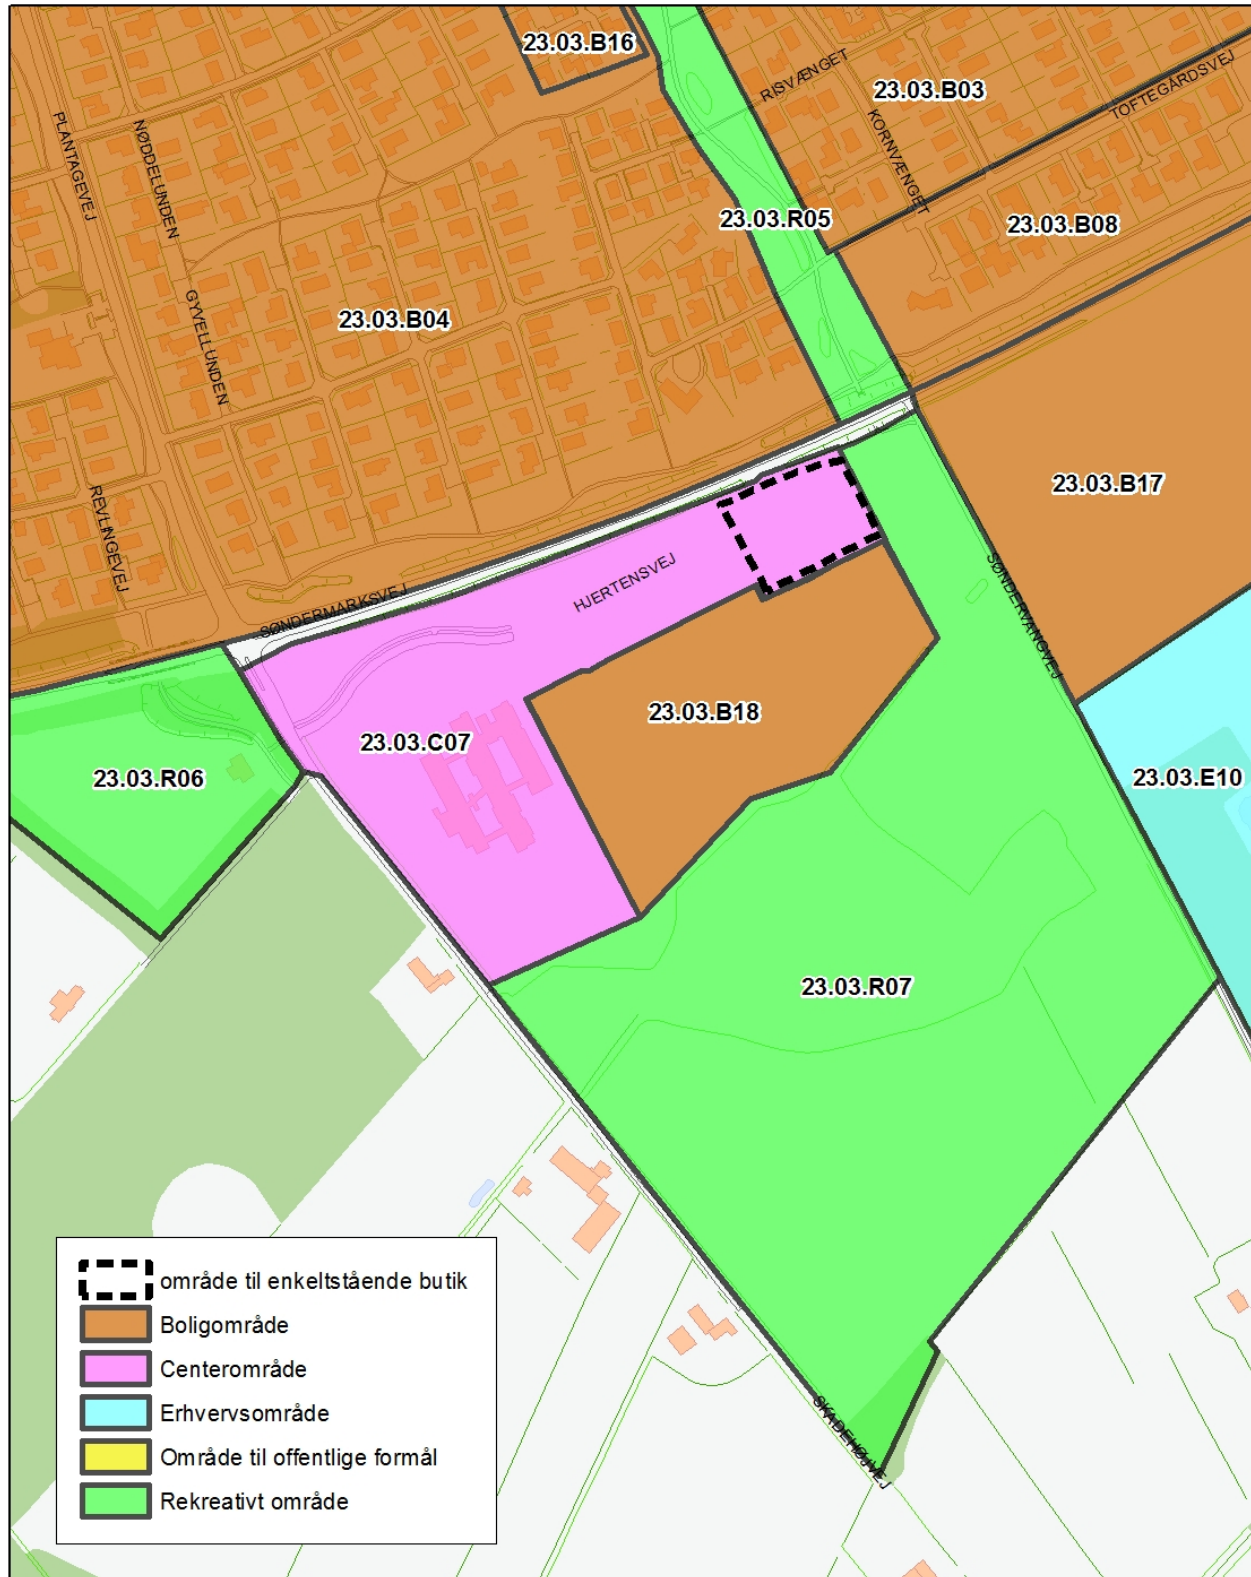 23.03.B16
RISVÆNGET
23.03.B03
TOFTEGÅRDSVEJ
PLANTAGEVEJ
NØDDELUNDEN
KORNVÆNGET
23.03.R05
23.03.B08
GYVELLUNDEN
23.03.B04
23.03.B17
REVLINGEVEJ
HJERTENSVEJ
SØNDERMARKSVEJ
SØNDERVANGVEJ
23.03.B18
23.03.C07
23.03.R06
23.03.E10
23.03.R07
SKADEHØJVEJ
område til enkeltstående butik
Boligområde
Centerområde
Erhvervsområde
Område til offentlige formål
Rekreativt område